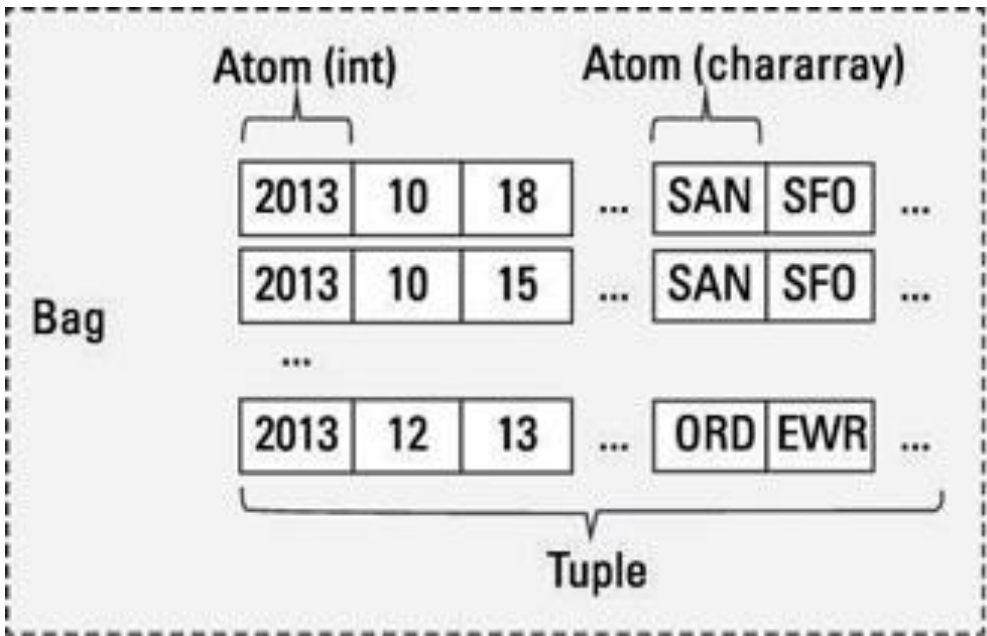 Atom (int) Atom (chararray)
2013 10 18 ... SAN SFO ...
2013 10 15 ... SAN SFO ...
Bag
...
2013 12 13 ... ORD EWR ...
Tuple